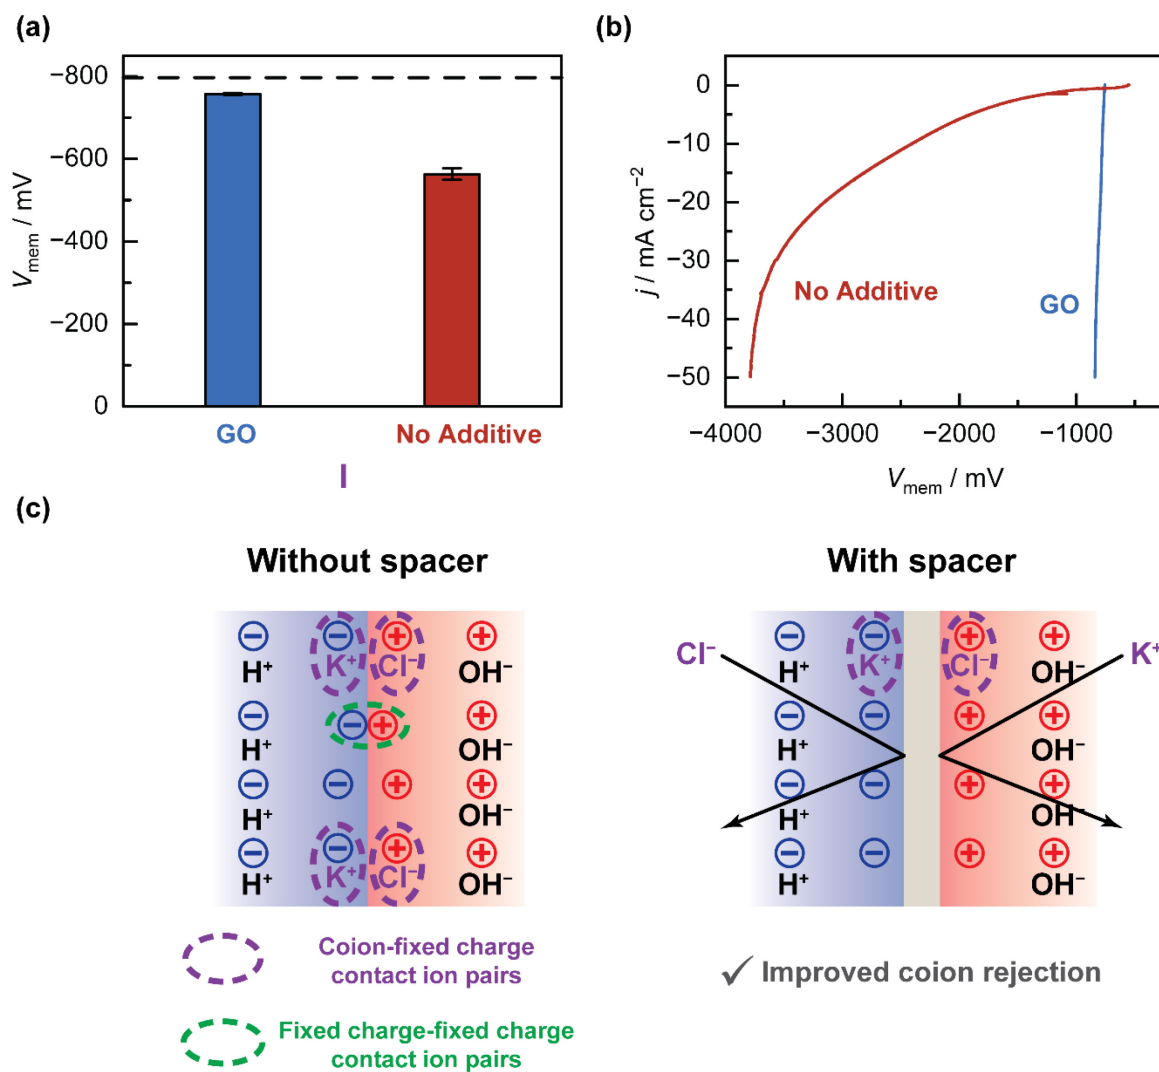 (a)
−800
−600
−400
−200
0
Vmem / mV
GO
No Additive
I
(b)
0
−10
−20
−30
−40
−50
j / mA cm⁻²
No Additive
GO
−4000
−3000
−2000
−1000
Vmem / mV
(c)
Without spacer
− − + +
H⁺ K⁺ Cl⁻ OH⁻
− − + +
H⁺ OH⁻
− − + +
H⁺ OH⁻
− − + +
H⁺ K⁺ Cl⁻ OH⁻
Coion-fixed charge
contact ion pairs
Fixed charge-fixed charge
contact ion pairs
With spacer
Cl⁻ − − + + K⁺
H⁺ K⁺ Cl⁻ OH⁻
− − + +
H⁺ OH⁻
− − + +
H⁺ OH⁻
− − + +
H⁺ OH⁻
✓ Improved coion rejection